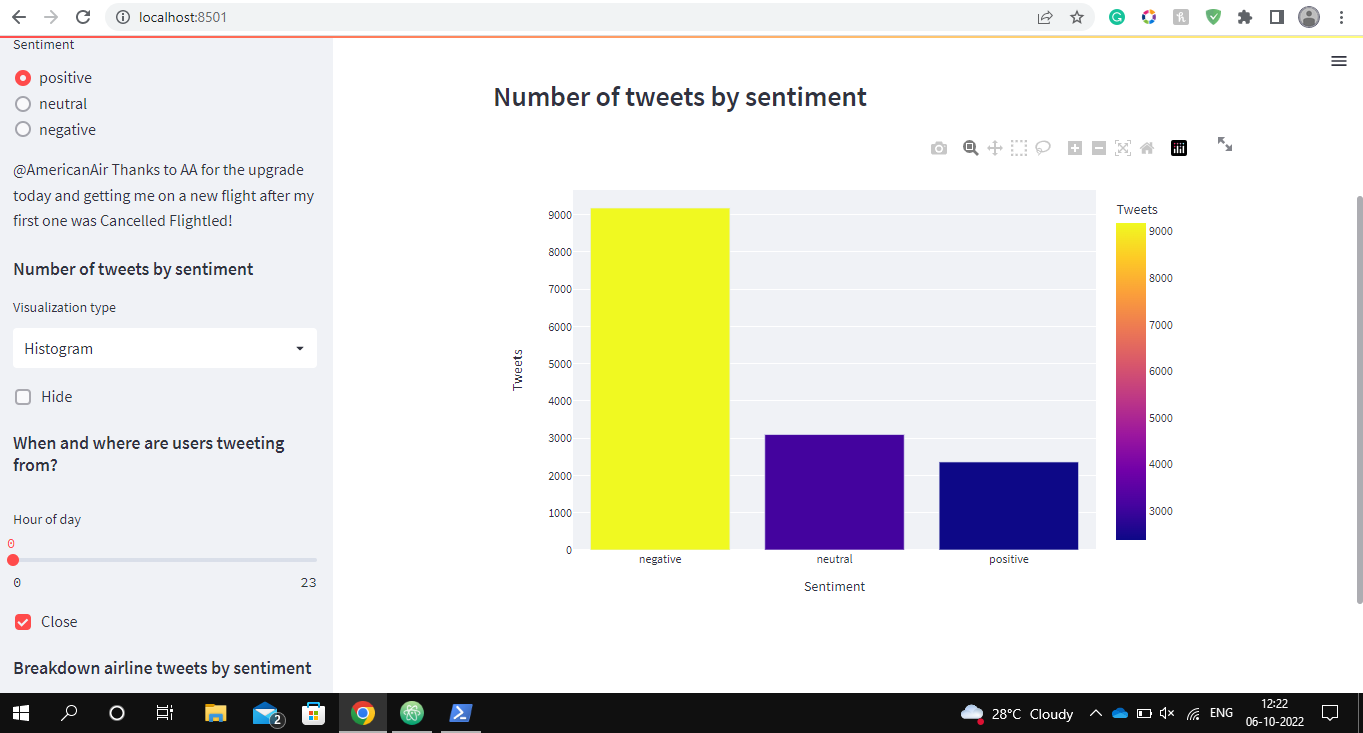 localhost:8501
Sentiment
positive
neutral
negative
@AmericanAir Thanks to AA for the upgrade
today and getting me on a new flight after my
first one was Cancelled Flightled!
Number of tweets by sentiment
Visualization type
Histogram
Hide
When and where are users tweeting
from?
Hour of day
0
0 23
Close
Breakdown airline tweets by sentiment
Number of tweets by sentiment
Tweets
9000
8000
7000
6000
5000
4000
3000
2000
1000
0
negative neutral positive
Sentiment
Tweets
9000
8000
7000
6000
5000
4000
3000
2
28°C Cloudy
ENG
12:22
06-10-2022